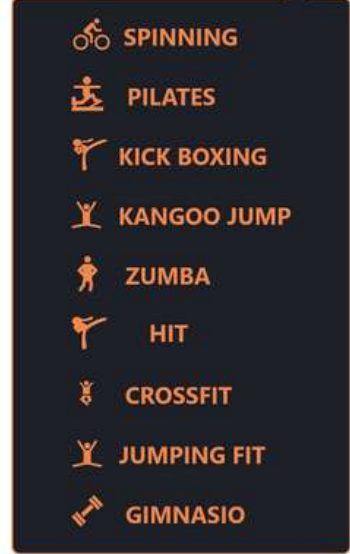 SPINNING
PILATES
KICK BOXING
KANGOO JUMP
ZUMBA
HIT
CROSSFIT
JUMPING FIT
GIMNASIO